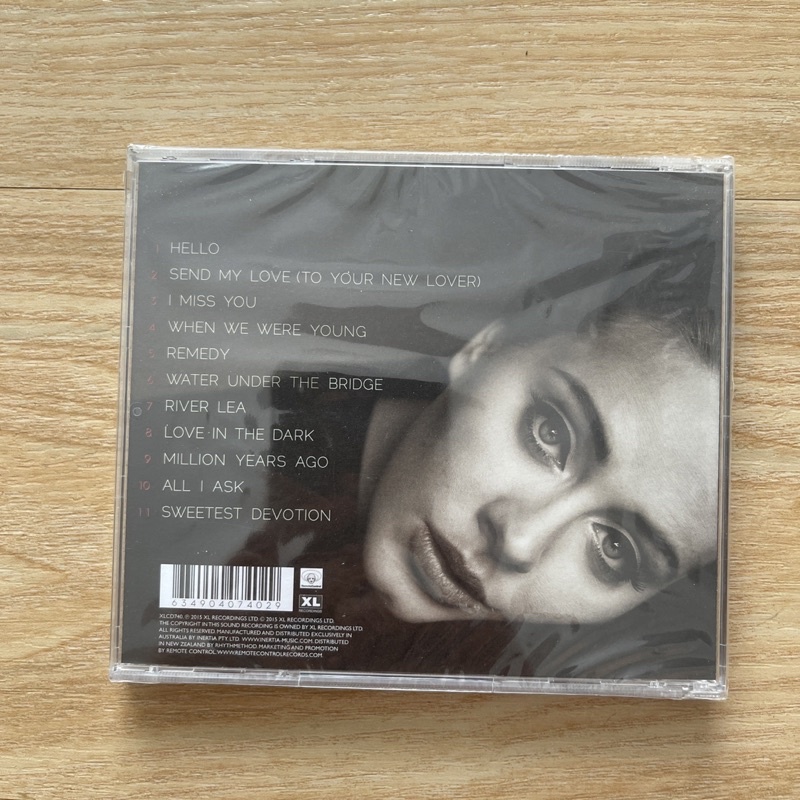 1 HELLO
2 SEND MY LOVE (TO YOUR NEW LOVER)
3 I MISS YOU
4 WHEN WE WERE YOUNG
5 REMEDY
6 WATER UNDER THE BRIDGE
7 RIVER LEA
8 LOVE IN THE DARK
9 MILLION YEARS AGO
10 ALL I ASK
11 SWEETEST DEVOTION
634904074029
XL
RECORDINGS
XLCD740. ℗ 2015 XL RECORDINGS LTD. © 2015 XL RECORDINGS LTD.
THE COPYRIGHT IN THIS SOUND RECORDING IS OWNED BY XL RECORDINGS LTD.
ALL RIGHTS RESERVED. MANUFACTURED AND DISTRIBUTED EXCLUSIVELY IN
AUSTRALIA BY INERTIA PTY LTD. WWW.INERTIA-MUSIC.COM. DISTRIBUTED
IN NEW ZEALAND BY RHYTHMETHOD. MARKETING AND PROMOTION
BY REMOTE CONTROL. WWW.REMOTECONTROLRECORDS.COM